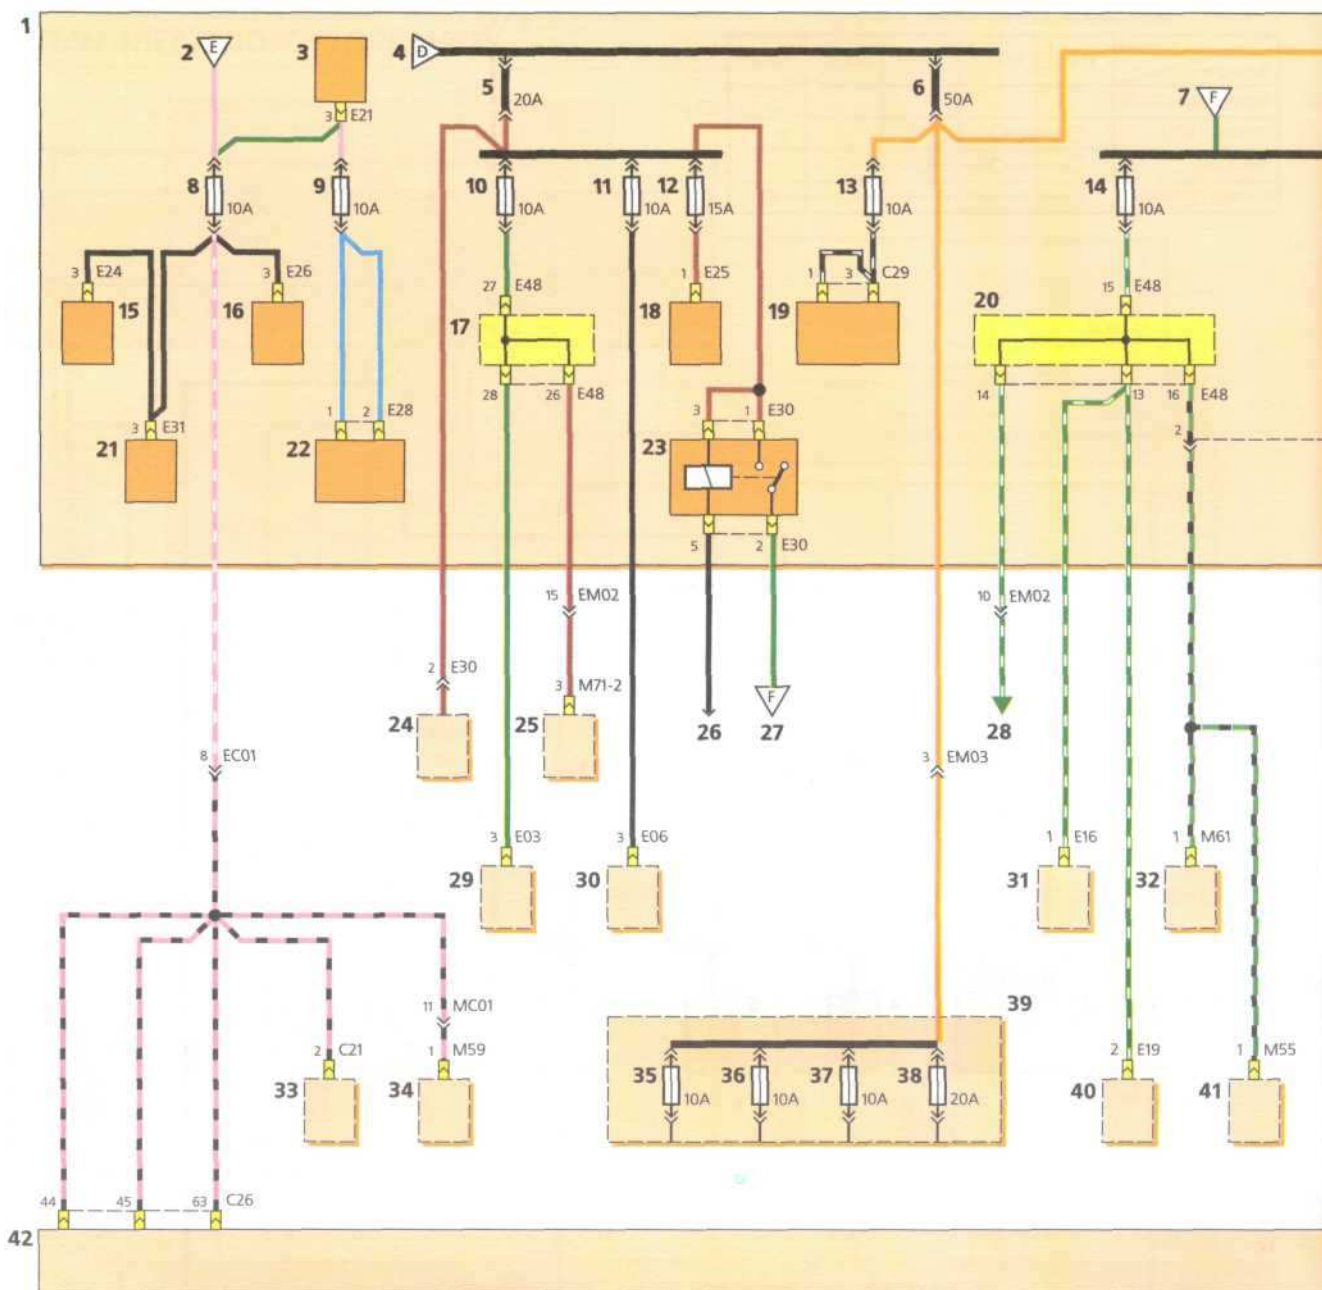 1
2 E
3
4 D
5
20A
6
50A
7 F
3 E21
8
10A
9
10A
10
10A
11
10A
12
15A
13
10A
14
10A
3 E24
3 E26
27 E48
1 E25
1 3 C29
15 E48
15
16
17
18
19
20
28 26 E48
14 13 16 E48
3 E31
1 2 E28
3 1 E30
2
21
22
23
5 2 E30
15 EM02
10 EM02
2 E30
3 M71-2
24
25
26
F
27
28
8 EC01
3 EM03
3 E03
3 E06
1 E16
1 M61
29
30
31
32
11 MC01
39
2 C21
1 M59
2 E19
1 M55
33
34
35
10A
36
10A
37
10A
38
20A
40
41
44 45 63 C26
42